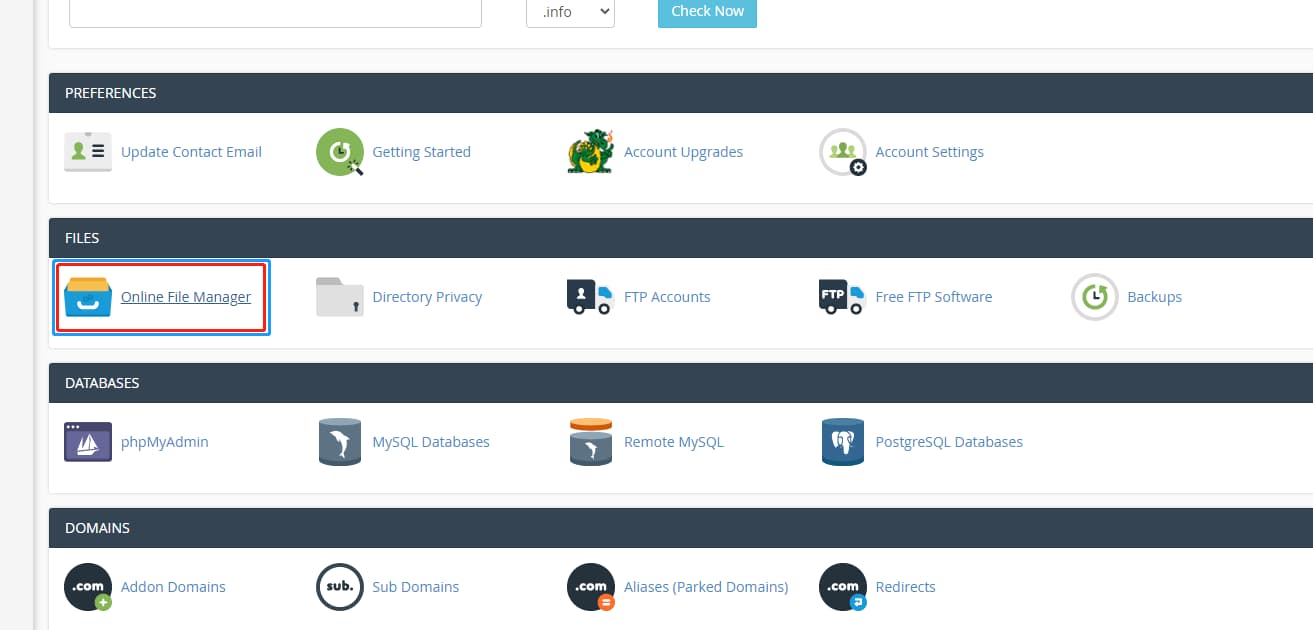 .info Check Now
PREFERENCES
Update Contact Email Getting Started Account Upgrades Account Settings
FILES
Online File Manager Directory Privacy FTP Accounts FTP Free FTP Software Backups
DATABASES
phpMyAdmin MySQL Databases Remote MySQL PostgreSQL Databases
DOMAINS
.com Addon Domains sub. Sub Domains .com Aliases (Parked Domains) .com Redirects